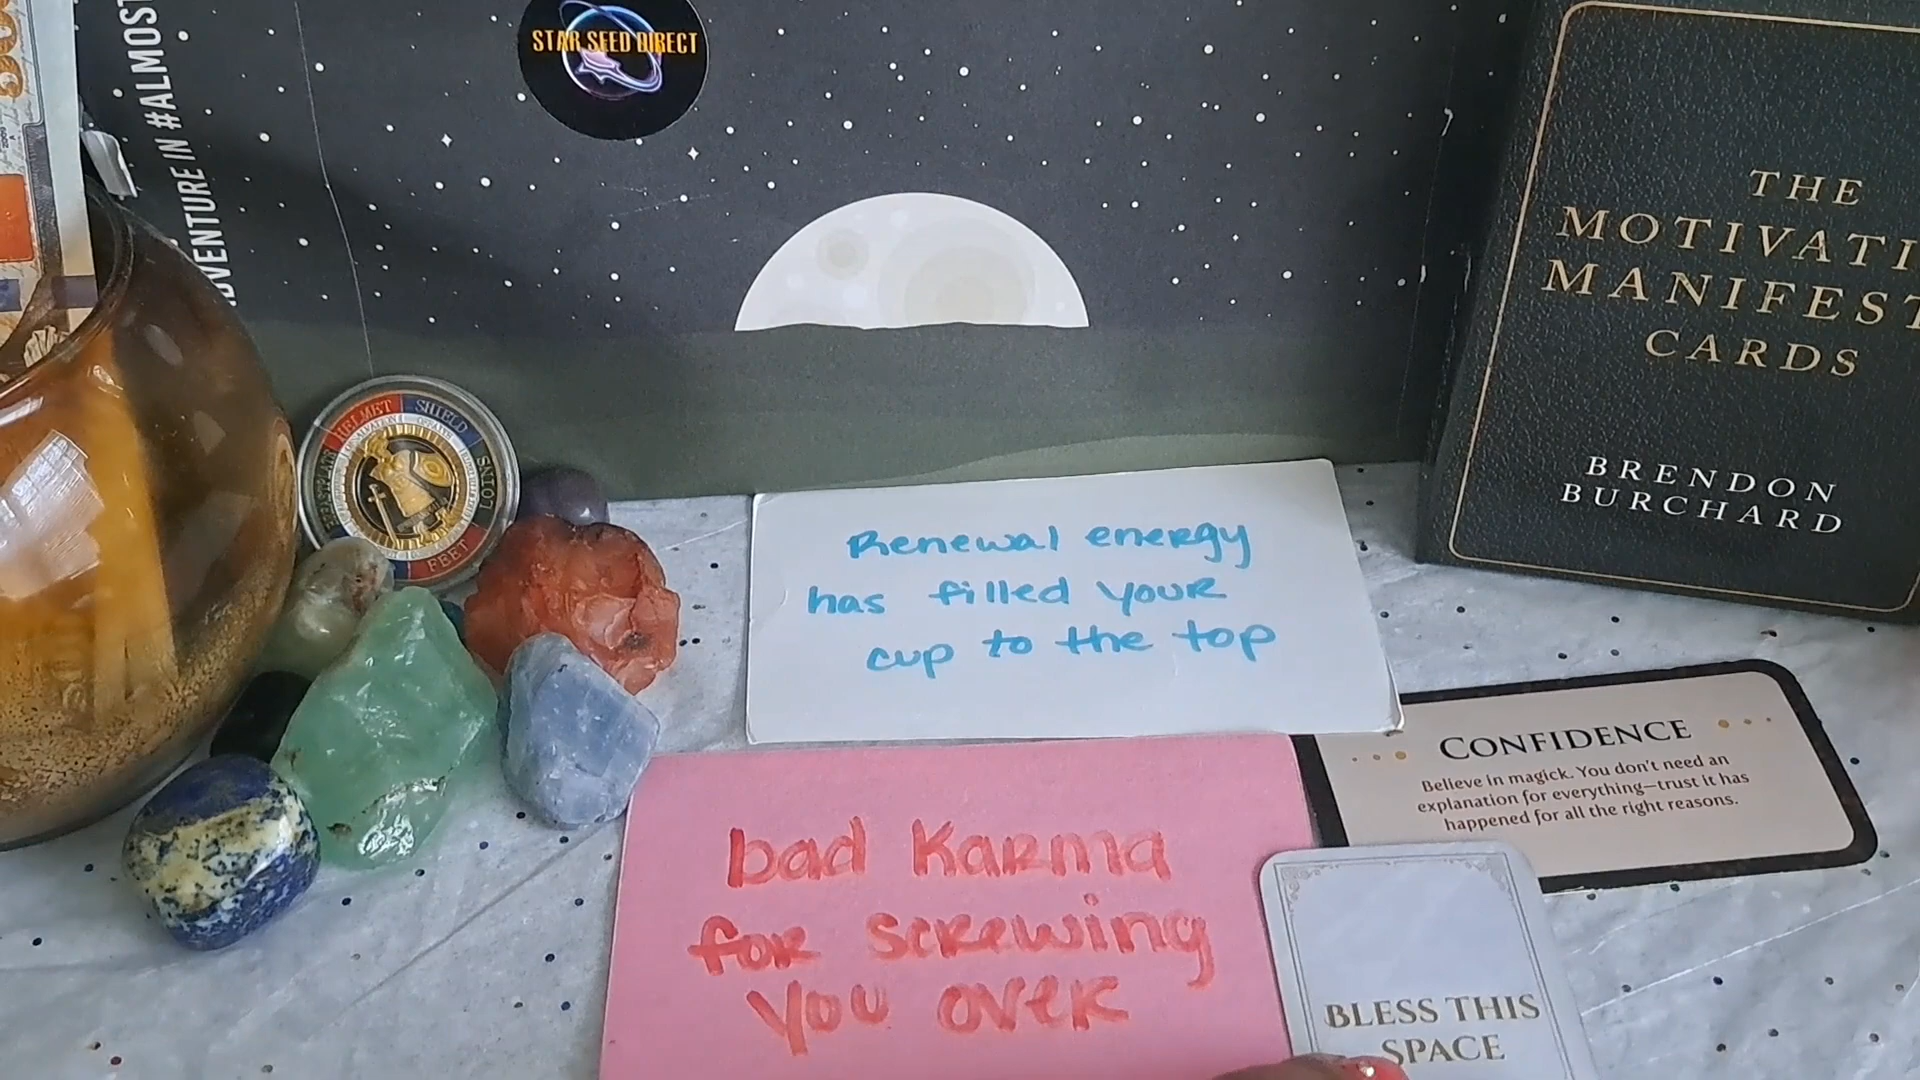 STAR SEED DIRECT
ADVENTURE IN #ALMOST
THE
MOTIVATI
MANIFEST
CARDS
BRENDON
BURCHARD
HELMET
SHIELD
LOINS
FEET
Renewal energy
has filled your
cup to the top
CONFIDENCE
Believe in magick. You don't need an
explanation for everything—trust it has
happened for all the right reasons.
bad Karma
for screwing
you over
BLESS THIS
SPACE